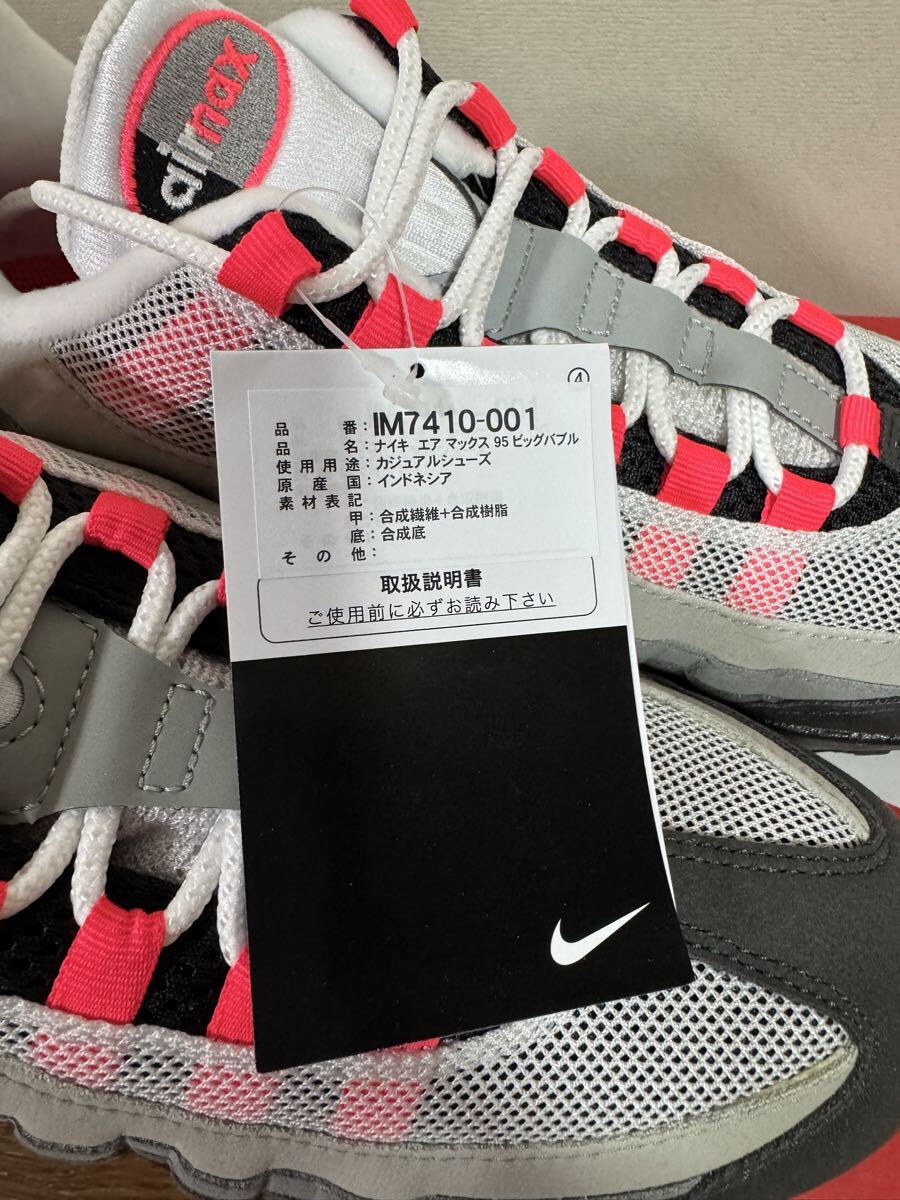 air max
④
品番：IM7410-001
品名：ナイキ エア マックス 95 ビッグバブル
使用用途：カジュアルシューズ
原産国：インドネシア
素材表記
甲：合成繊維+合成樹脂
底：合成底
その他：
取扱説明書
ご使用前に必ずお読み下さい